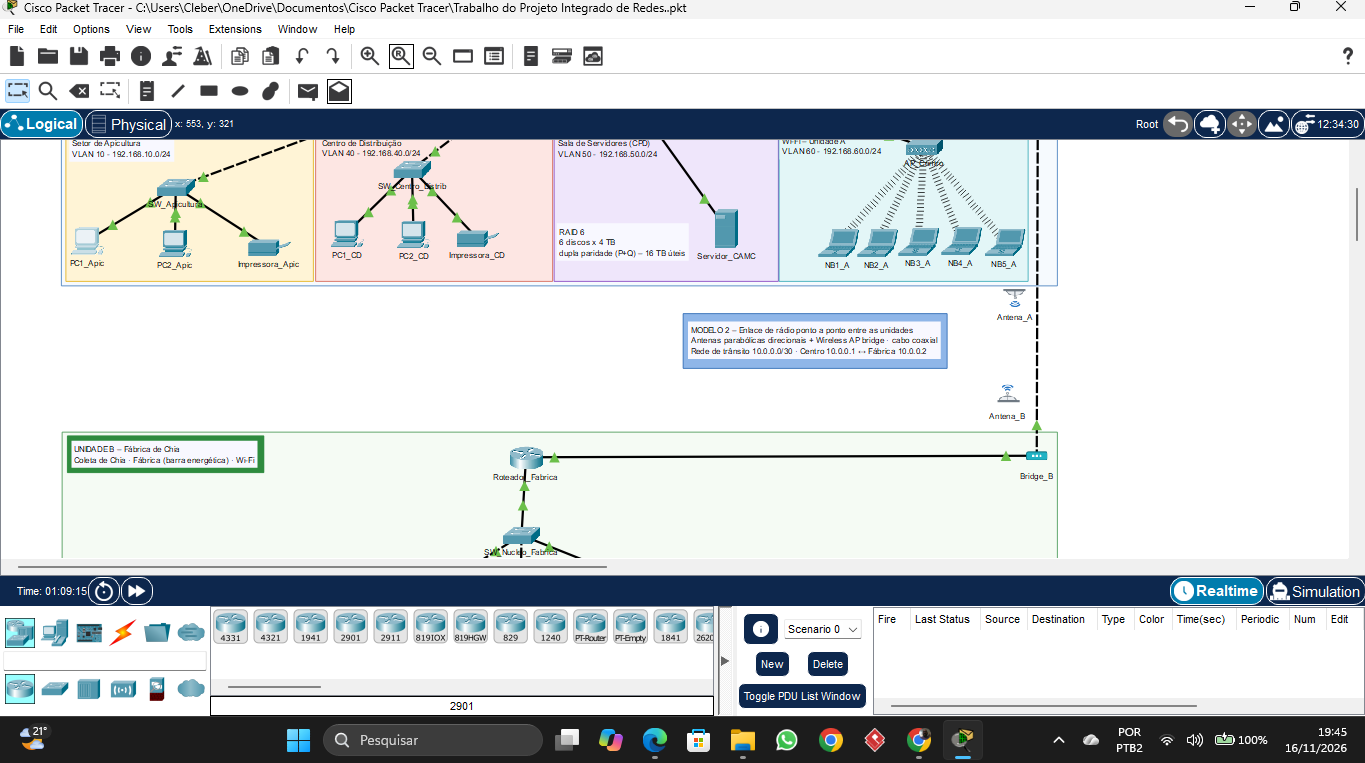 Cisco Packet Tracer - C:\Users\Cleber\OneDrive\Documentos\Cisco Packet Tracer\Trabalho do Projeto Integrado de Redes..pkt
File Edit Options View Tools Extensions Window Help
Logical Physical x: 553, y: 321 Root 12:34:30
Setor de Apicultura
VLAN 10 - 192.168.10.0/24
Centro de Distribuição
VLAN 40 - 192.168.40.0/24
Sala de Servidores (CPD)
VLAN 50 - 192.168.50.0/24
Wi-Fi – Unidade A
VLAN 60 - 192.168.60.0/24
SW_Apicultura
SW_Centro_Distrib
PC1_Apic
PC2_Apic
Impressora_Apic
PC1_CD
PC2_CD
Impressora_CD
RAID 6
6 discos x 4 TB
dupla paridade (P+Q) – 16 TB úteis
Servidor_CAMC
NB1_A
NB2_A
NB3_A
NB4_A
NB5_A
Antena_A
MODELO 2 – Enlace de rádio ponto a ponto entre as unidades
Antenas parabólicas direcionais + Wireless AP bridge · cabo coaxial
Rede de trânsito 10.0.0.0/30 · Centro 10.0.0.1 ↔ Fábrica 10.0.0.2
Antena_B
UNIDADE B – Fábrica de Chia
Coleta de Chia · Fábrica (barra energética) · Wi-Fi
Roteador_Fabrica
Bridge_B
SW_Nucleo_Fabrica
Time: 01:09:15
Realtime Simulation
4331 4321 1941 2901 2911 819IOX 819HGW 829 1240 PT-Router PT-Empty 1841 2620
2901
Scenario 0
New Delete
Toggle PDU List Window
Fire Last Status Source Destination Type Color Time(sec) Periodic Num Edit
21°
Pesquisar
POR
PTB2
100%
19:45
16/11/2026